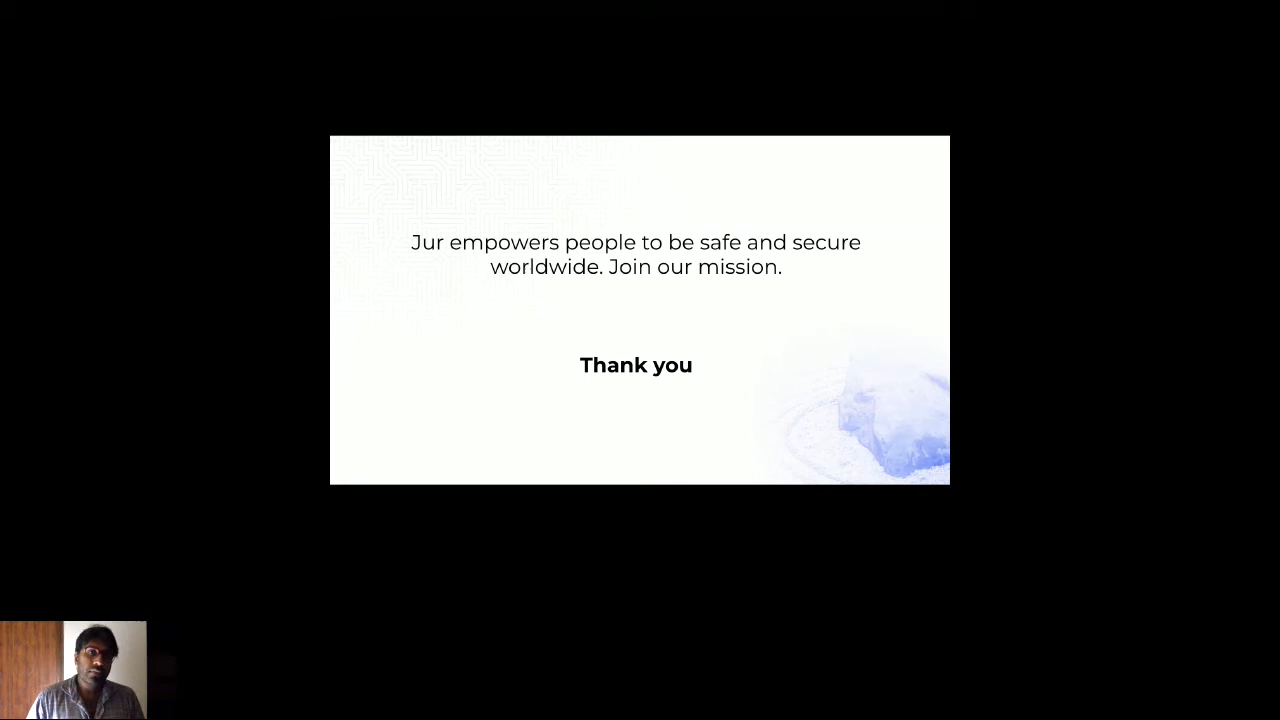 Jur empowers people to be safe and secure
worldwide. Join our mission.
Thank you